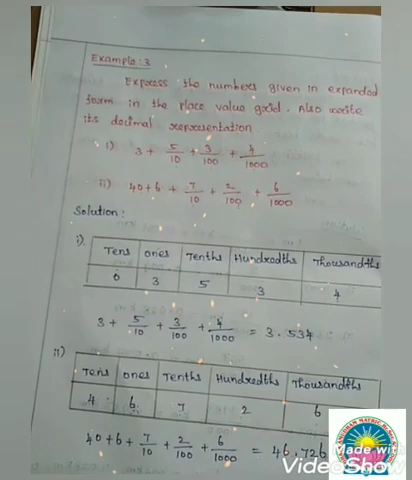 Example: 3
Express the numbers given in expanded
form in the place value grid. Also write
its decimal representation
i) 3 + 5/10 + 3/100 + 4/1000
ii) 40+6 + 7/10 + 2/100 + 6/1000
Solution:
i)
Tens Ones Tenths Hundredths Thousandths
0 3 5 3 4
3 + 5/10 + 3/100 + 4/1000 = 3.534
ii)
Tens Ones Tenths Hundredths Thousandths
4 6 7 2 6
40+6+ 7/10 + 2/100 + 6/1000 = 46.726
Made with
VideoShow